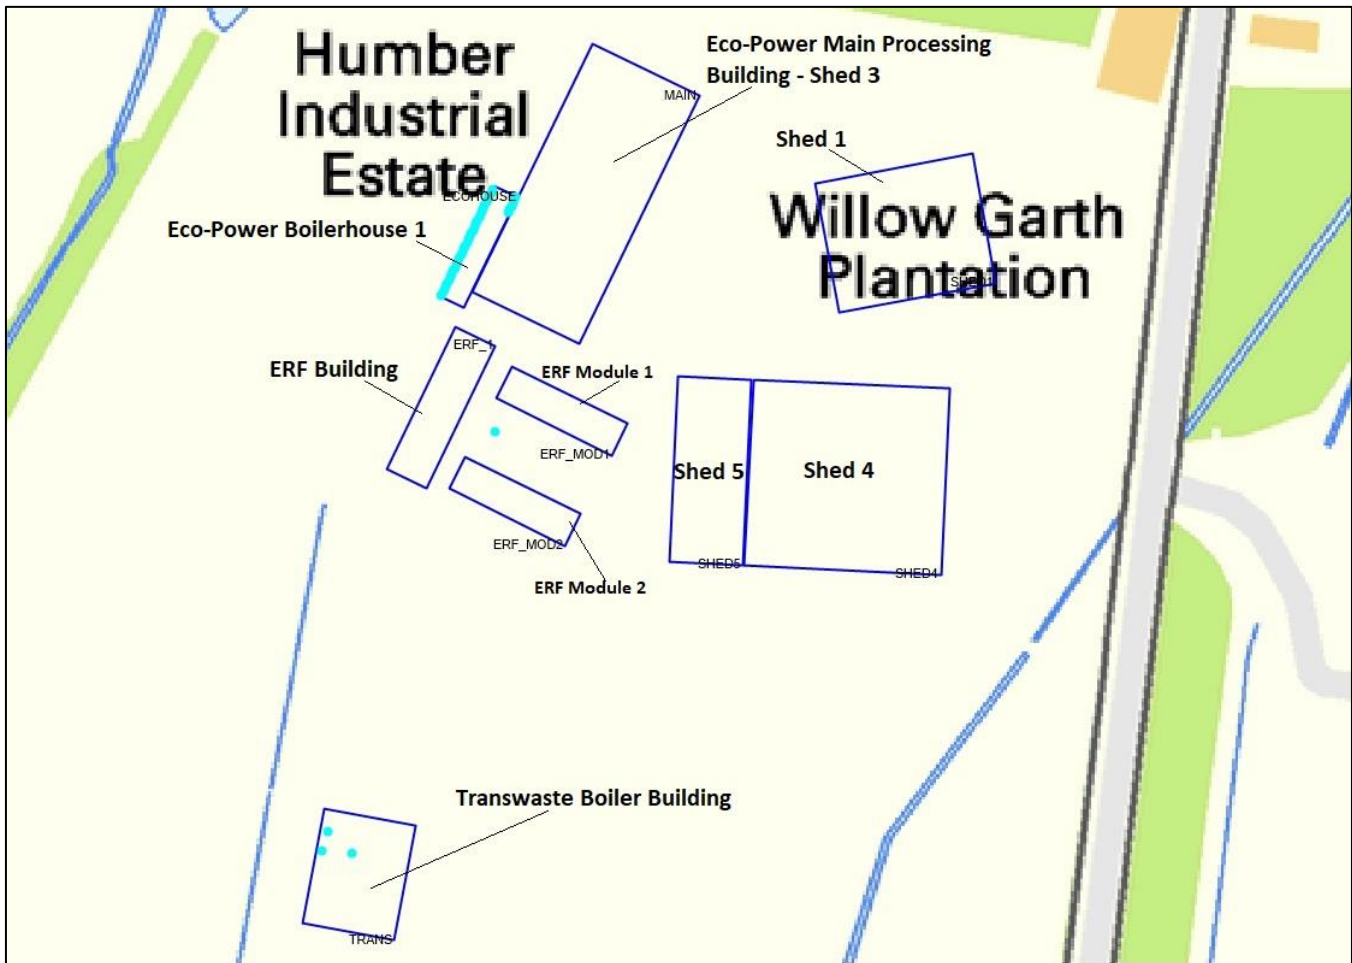 Humber
Industrial
Estate
Eco-Power Main Processing
Building - Shed 3
MAIN
Shed 1
ECOHOUSE
Eco-Power Boilerhouse 1
Willow Garth
Plantation
SHED1
ERF_1
ERF Building
ERF Module 1
ERF_MOD1
Shed 5
Shed 4
ERF_MOD2
SHED5
SHED4
ERF Module 2
Transwaste Boiler Building
TRANS